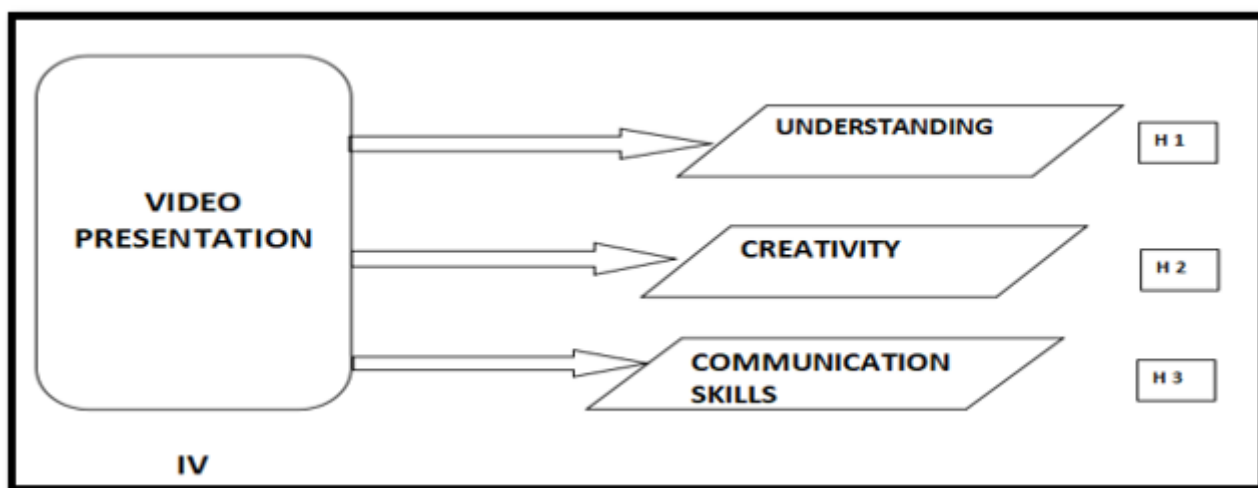 VIDEO
PRESENTATION
IV
UNDERSTANDING
H 1
CREATIVITY
H 2
COMMUNICATION
SKILLS
H 3